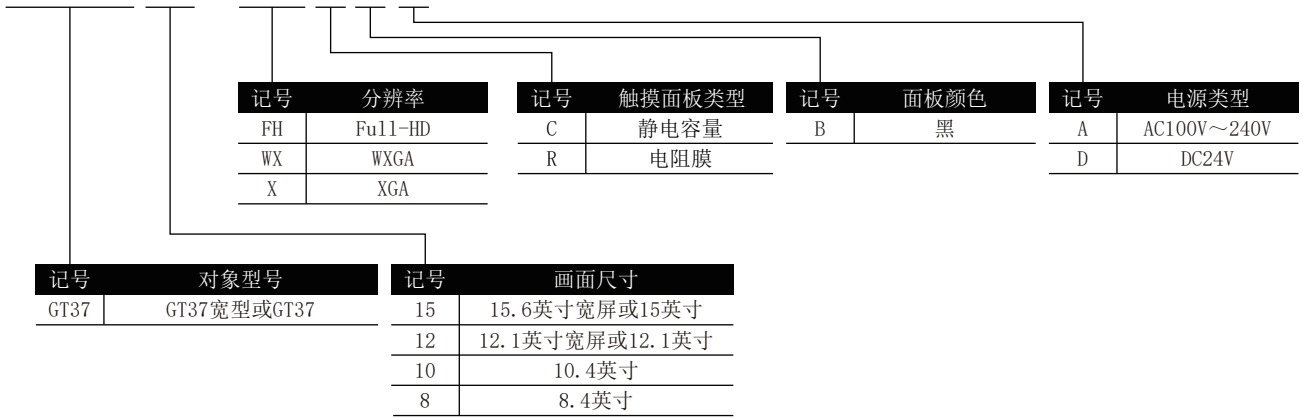 记号 分辨率
FH Full-HD
WX WXGA
X XGA
记号 触摸面板类型
C 静电容量
R 电阻膜
记号 面板颜色
B 黑
记号 电源类型
A AC100V～240V
D DC24V
记号 对象型号
GT37 GT37宽型或GT37
记号 画面尺寸
15 15.6英寸宽屏或15英寸
12 12.1英寸宽屏或12.1英寸
10 10.4英寸
8 8.4英寸